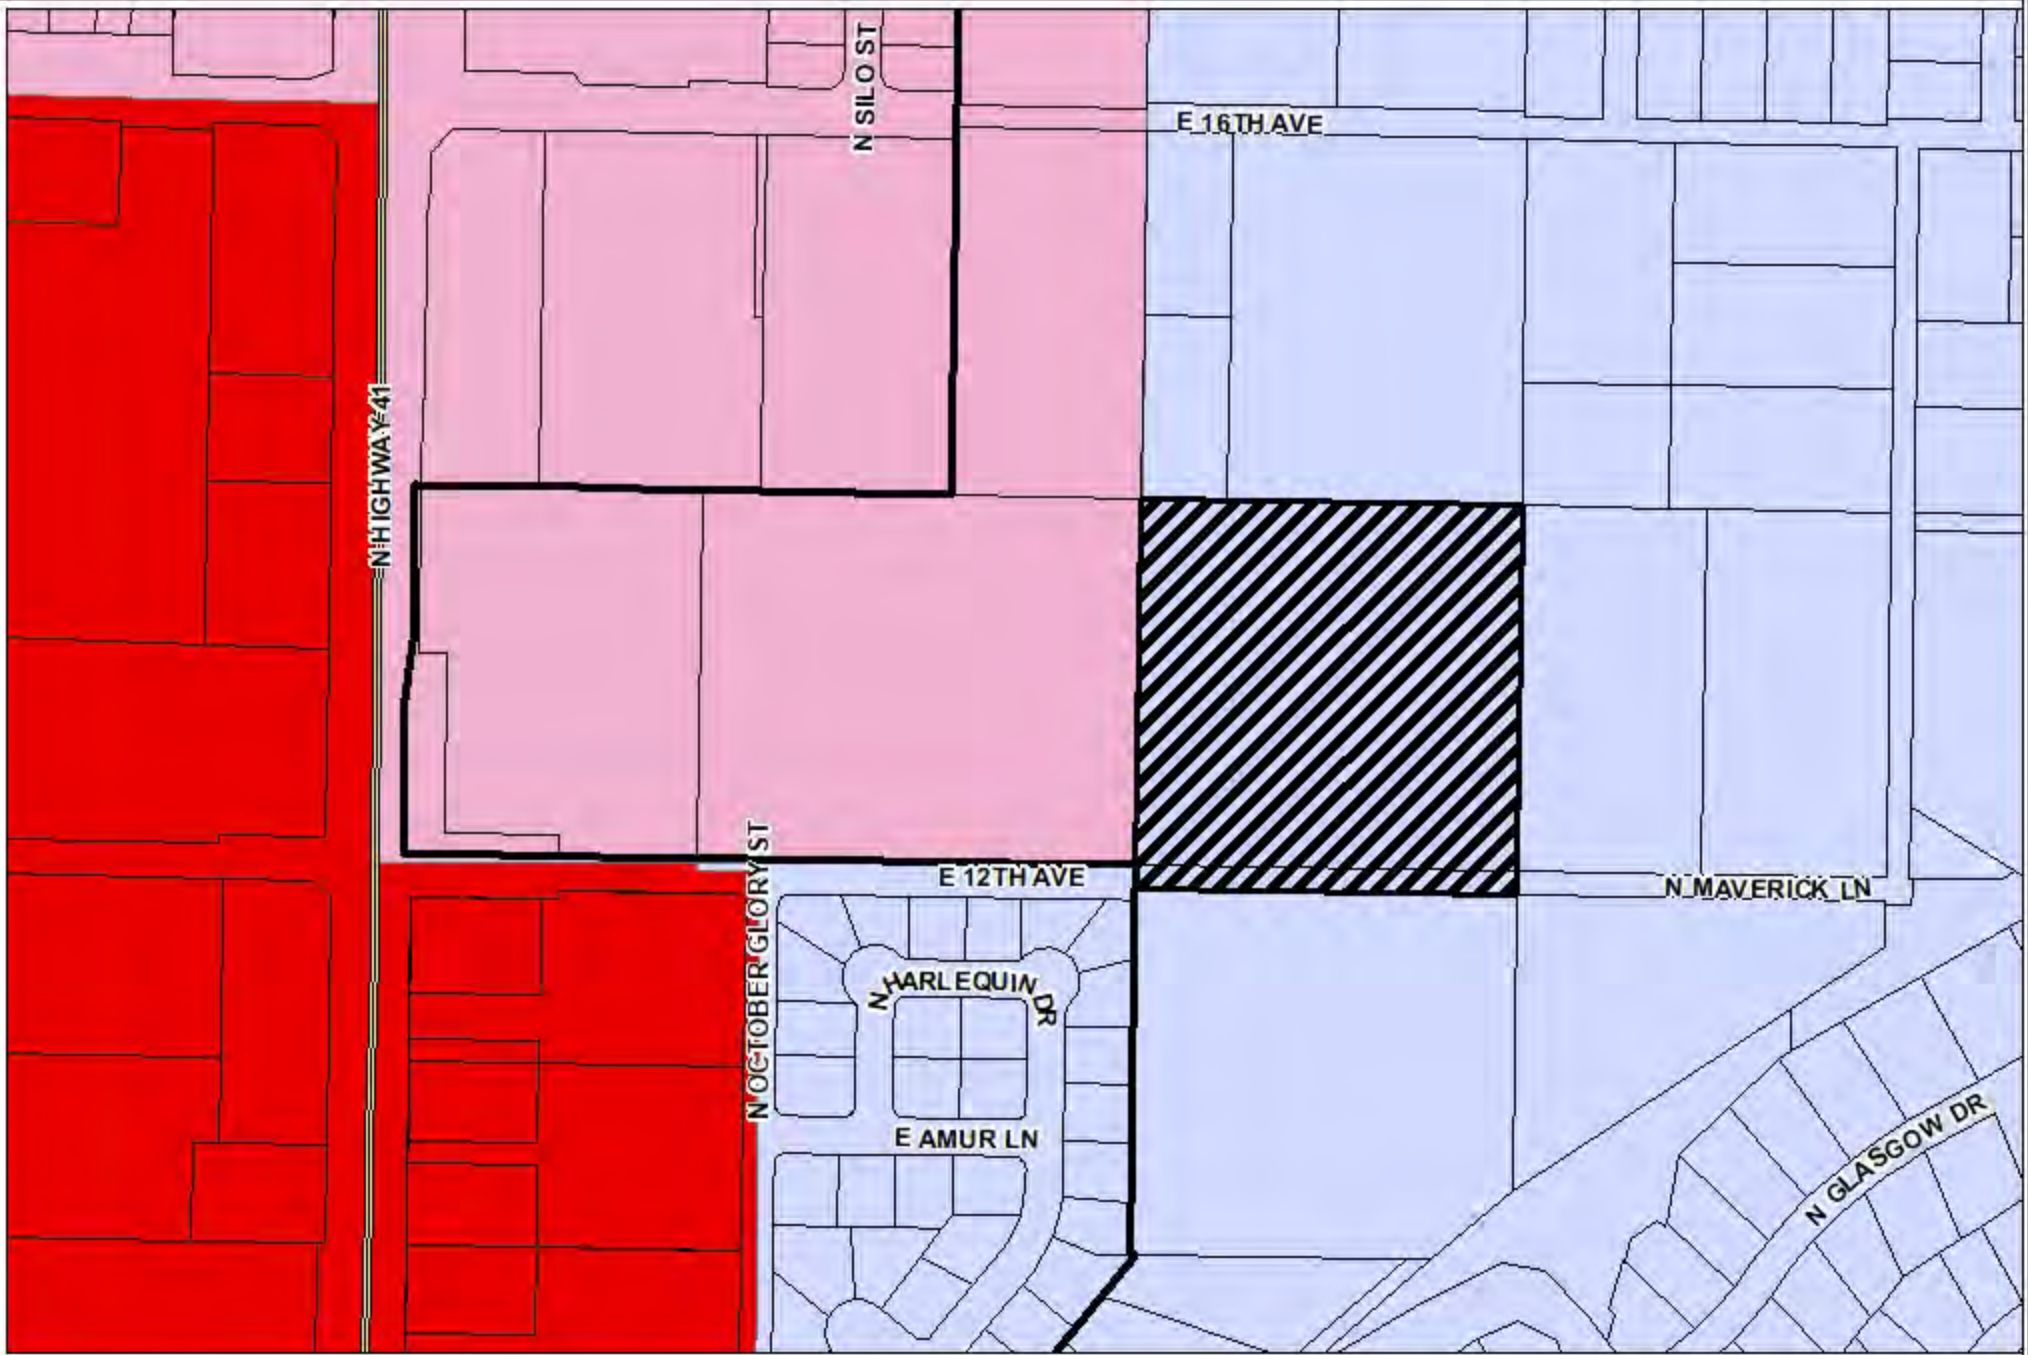 N SILO ST
E 16TH AVE
N HIGHWAY 41
N OCTOBER GLORY ST
E 12TH AVE
N MAVERICK LN
N HARLEQUIN DR
E AMUR LN
N GLASGOW DR